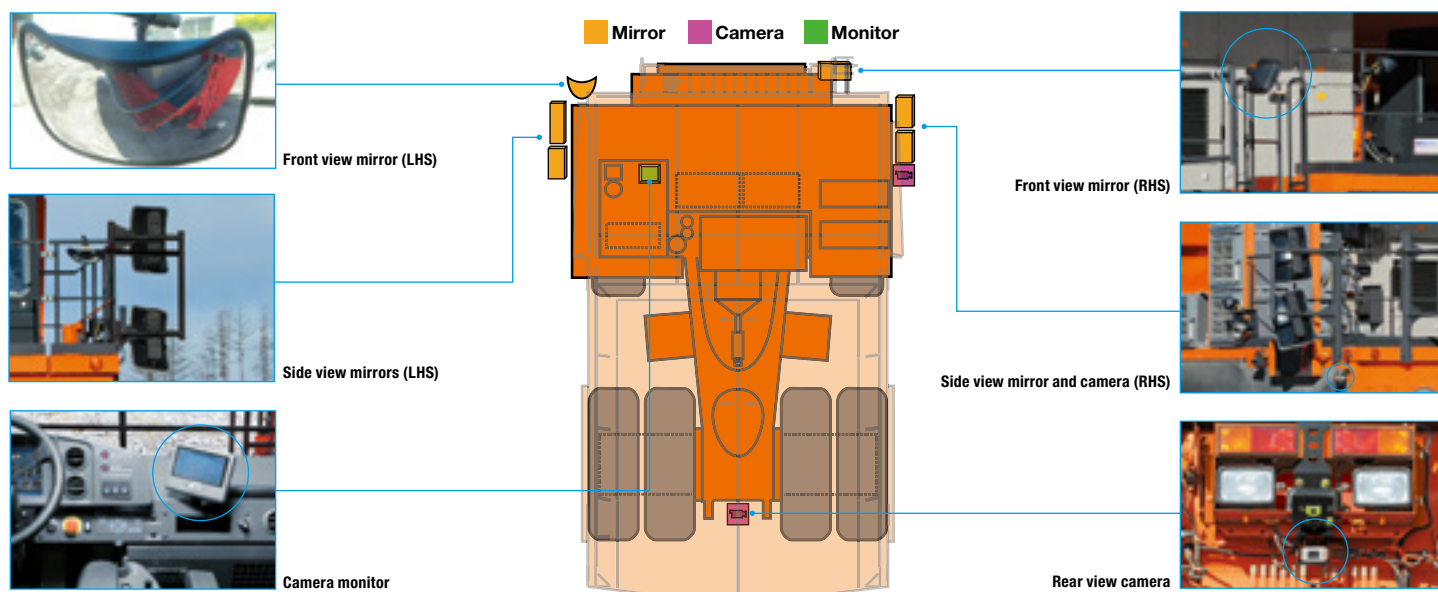 Mirror Camera Monitor
Front view mirror (LHS)
Front view mirror (RHS)
Side view mirrors (LHS)
Side view mirror and camera (RHS)
Camera monitor
Rear view camera